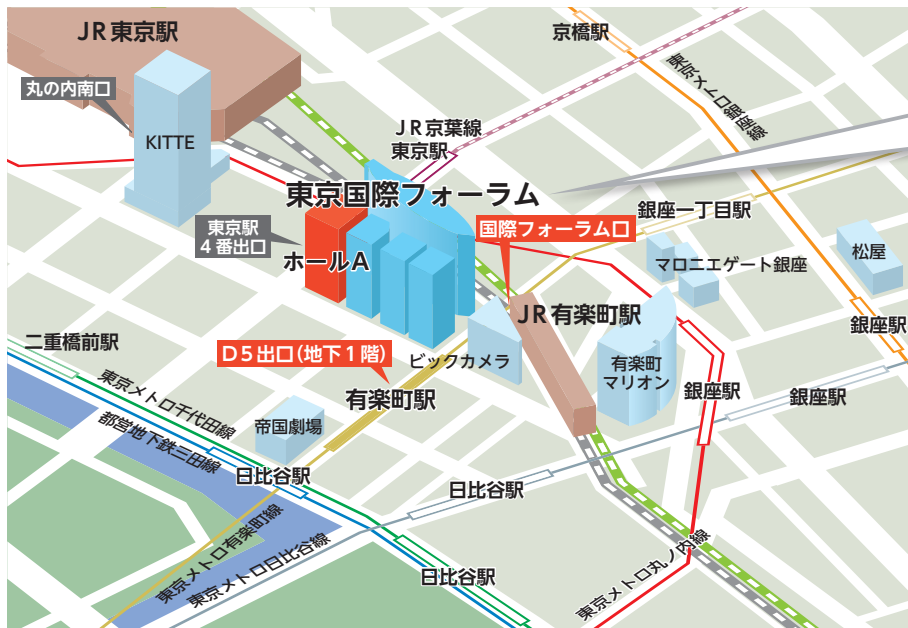 JR東京駅
京橋駅
東京メトロ銀座線
丸の内南口
KITTE
JR京葉線
東京駅
東京国際フォーラム
銀座一丁目駅
東京駅
4番出口
国際フォーラム口
ホールA
マロニエゲート銀座
松屋
JR有楽町駅
銀座駅
二重橋前駅
D5出口(地下1階)
ビックカメラ
有楽町
マリオン
有楽町駅
銀座駅
銀座駅
東京メトロ千代田線
帝国劇場
都営地下鉄三田線
日比谷駅
日比谷駅
東京メトロ有楽町線
東京メトロ日比谷線
日比谷駅
東京メトロ丸ノ内線